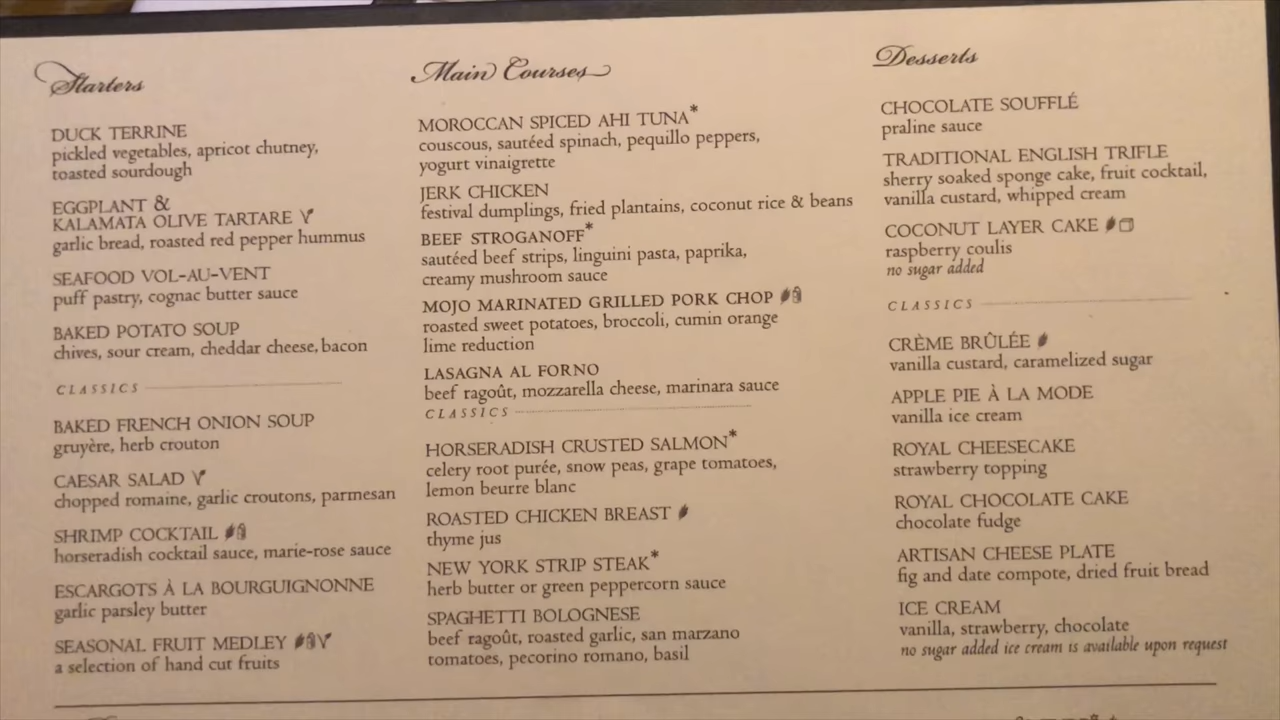 Starters
DUCK TERRINE
pickled vegetables, apricot chutney,
toasted sourdough
EGGPLANT &
KALAMATA OLIVE TARTARE
garlic bread, roasted red pepper hummus
SEAFOOD VOL-AU-VENT
puff pastry, cognac butter sauce
BAKED POTATO SOUP
chives, sour cream, cheddar cheese, bacon
CLASSICS
BAKED FRENCH ONION SOUP
gruyère, herb crouton
CAESAR SALAD
chopped romaine, garlic croutons, parmesan
SHRIMP COCKTAIL
horseradish cocktail sauce, marie-rose sauce
ESCARGOTS À LA BOURGUIGNONNE
garlic parsley butter
SEASONAL FRUIT MEDLEY
a selection of hand cut fruits
Main Courses
MOROCCAN SPICED AHI TUNA*
couscous, sautéed spinach, pequillo peppers,
yogurt vinaigrette
JERK CHICKEN
festival dumplings, fried plantains, coconut rice & beans
BEEF STROGANOFF*
sautéed beef strips, linguini pasta, paprika,
creamy mushroom sauce
MOJO MARINATED GRILLED PORK CHOP
roasted sweet potatoes, broccoli, cumin orange
lime reduction
LASAGNA AL FORNO
beef ragoût, mozzarella cheese, marinara sauce
CLASSICS
HORSERADISH CRUSTED SALMON*
celery root purée, snow peas, grape tomatoes,
lemon beurre blanc
ROASTED CHICKEN BREAST
thyme jus
NEW YORK STRIP STEAK*
herb butter or green peppercorn sauce
SPAGHETTI BOLOGNESE
beef ragoût, roasted garlic, san marzano
tomatoes, pecorino romano, basil
Desserts
CHOCOLATE SOUFFLÉ
praline sauce
TRADITIONAL ENGLISH TRIFLE
sherry soaked sponge cake, fruit cocktail,
vanilla custard, whipped cream
COCONUT LAYER CAKE
raspberry coulis
no sugar added
CLASSICS
CRÈME BRÛLÉE
vanilla custard, caramelized sugar
APPLE PIE À LA MODE
vanilla ice cream
ROYAL CHEESECAKE
strawberry topping
ROYAL CHOCOLATE CAKE
chocolate fudge
ARTISAN CHEESE PLATE
fig and date compote, dried fruit bread
ICE CREAM
vanilla, strawberry, chocolate
no sugar added ice cream is available upon request